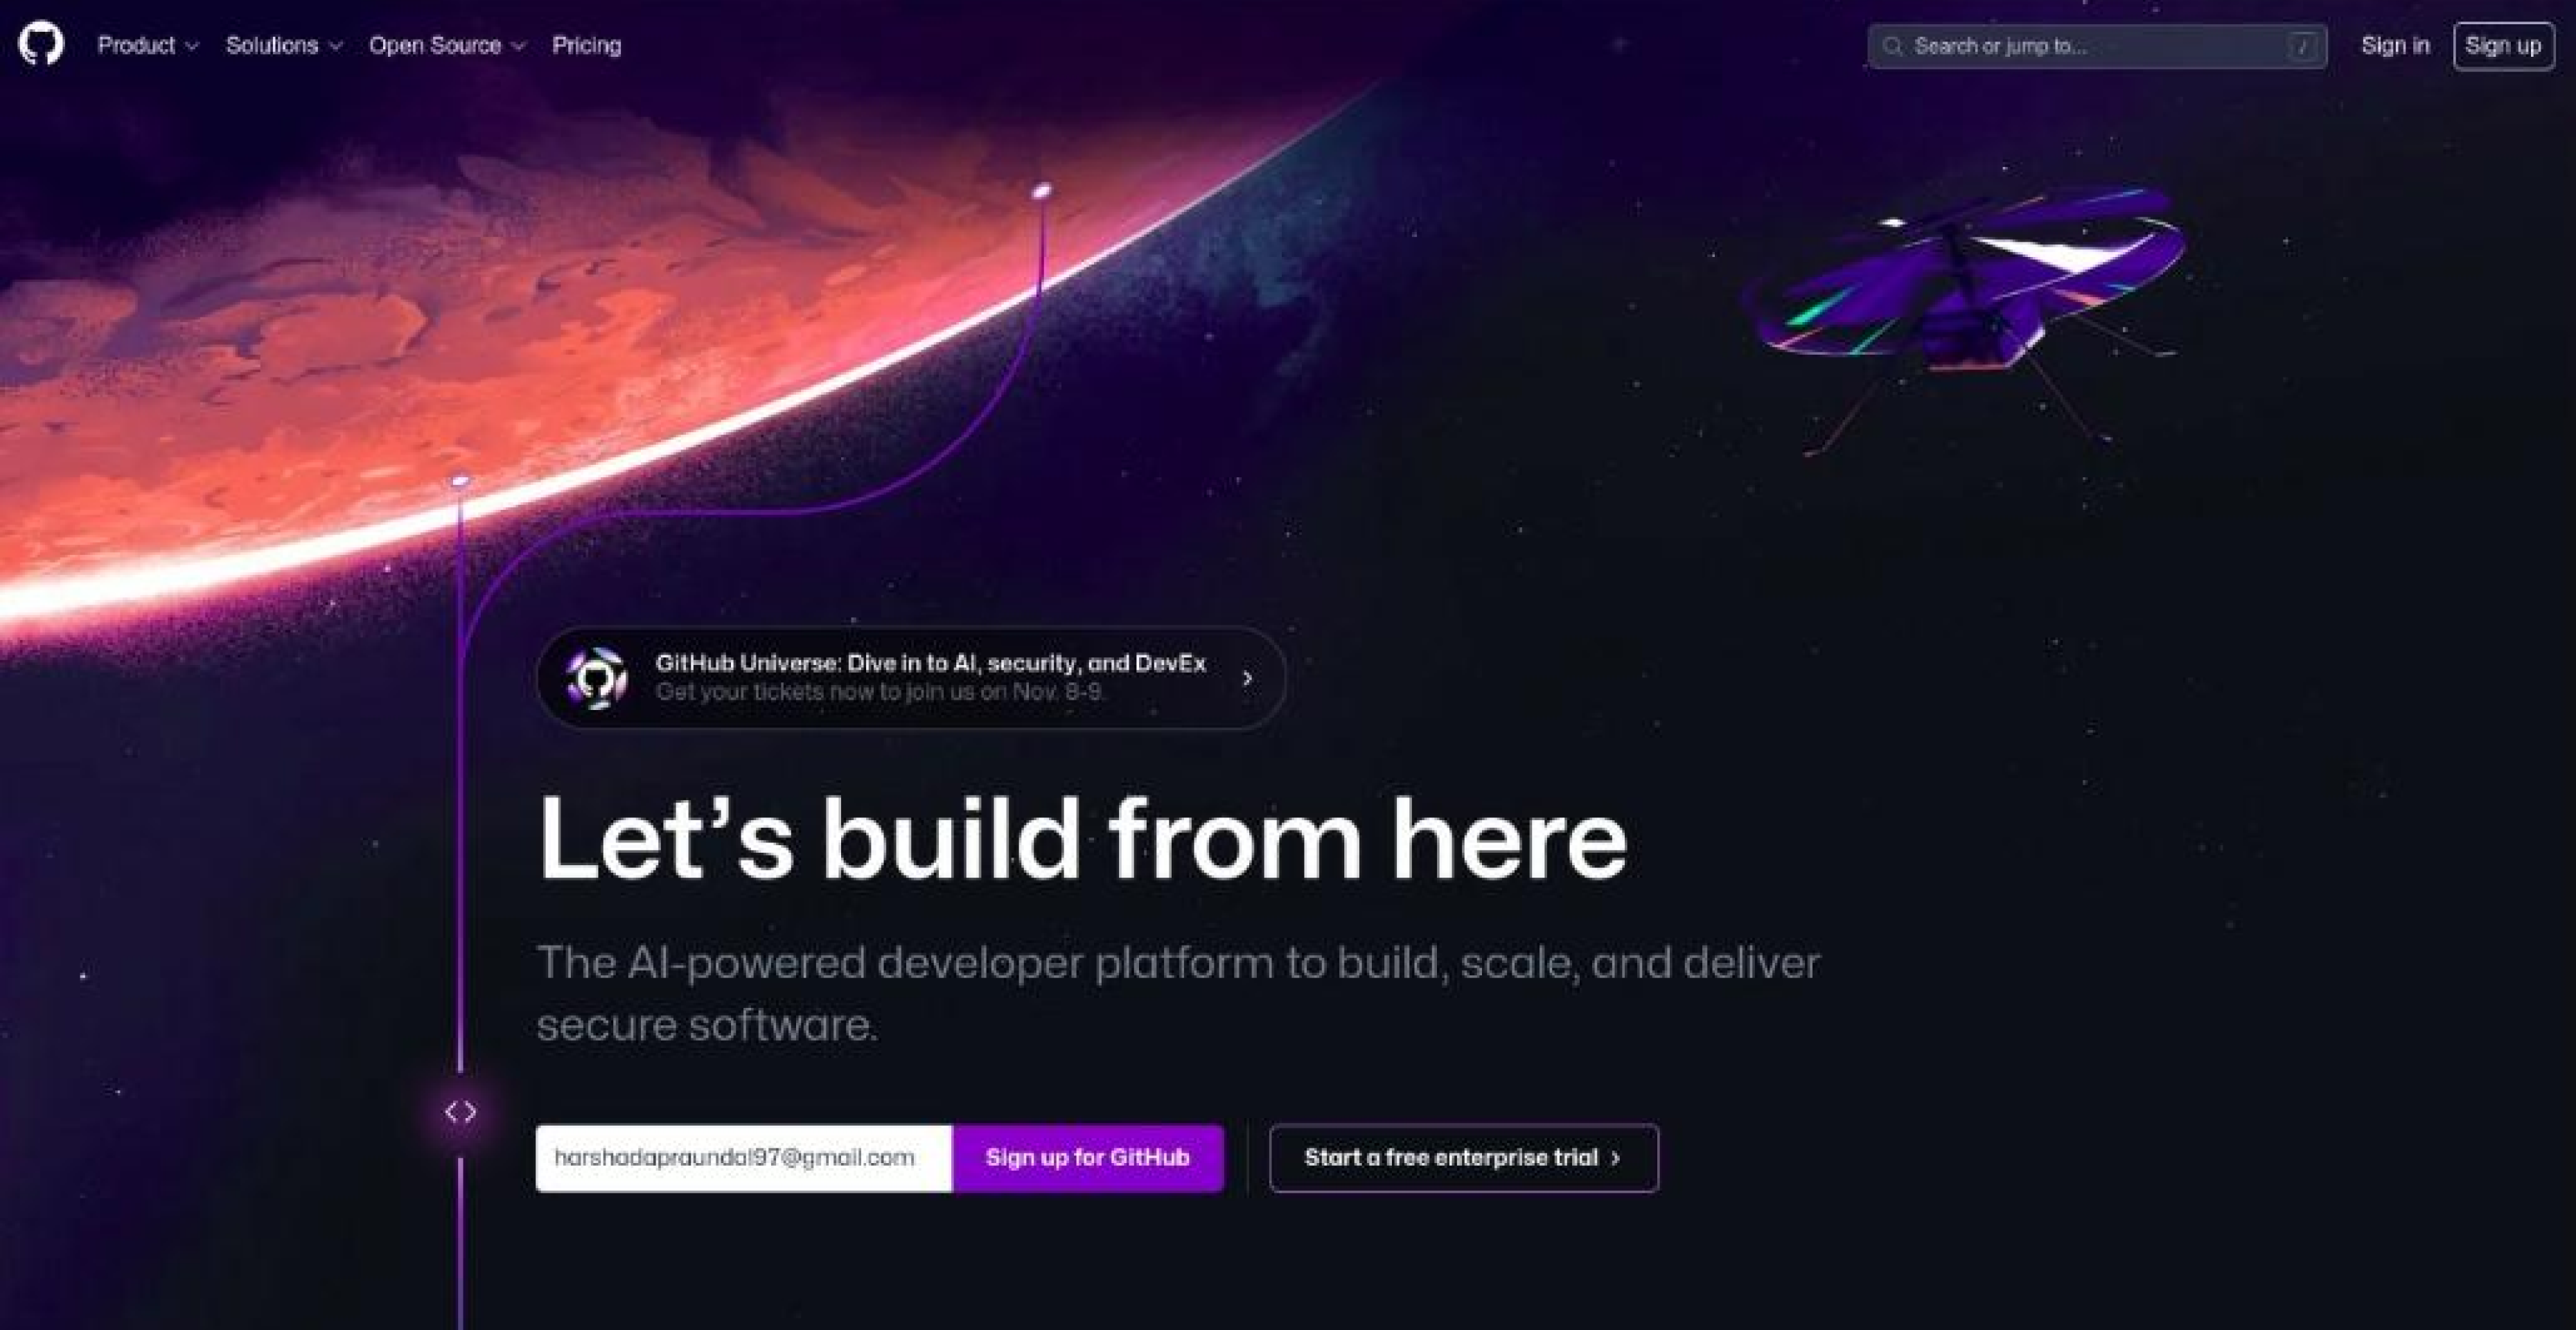 Product
Solutions
Open Source
Pricing
Search or jump to...
/
Sign in
Sign up
GitHub Universe: Dive in to AI, security, and DevEx
Get your tickets now to join us on Nov. 8-9.
Let’s build from here
The AI-powered developer platform to build, scale, and deliver
secure software.
harshadapraundal97@gmail.com
Sign up for GitHub
Start a free enterprise trial